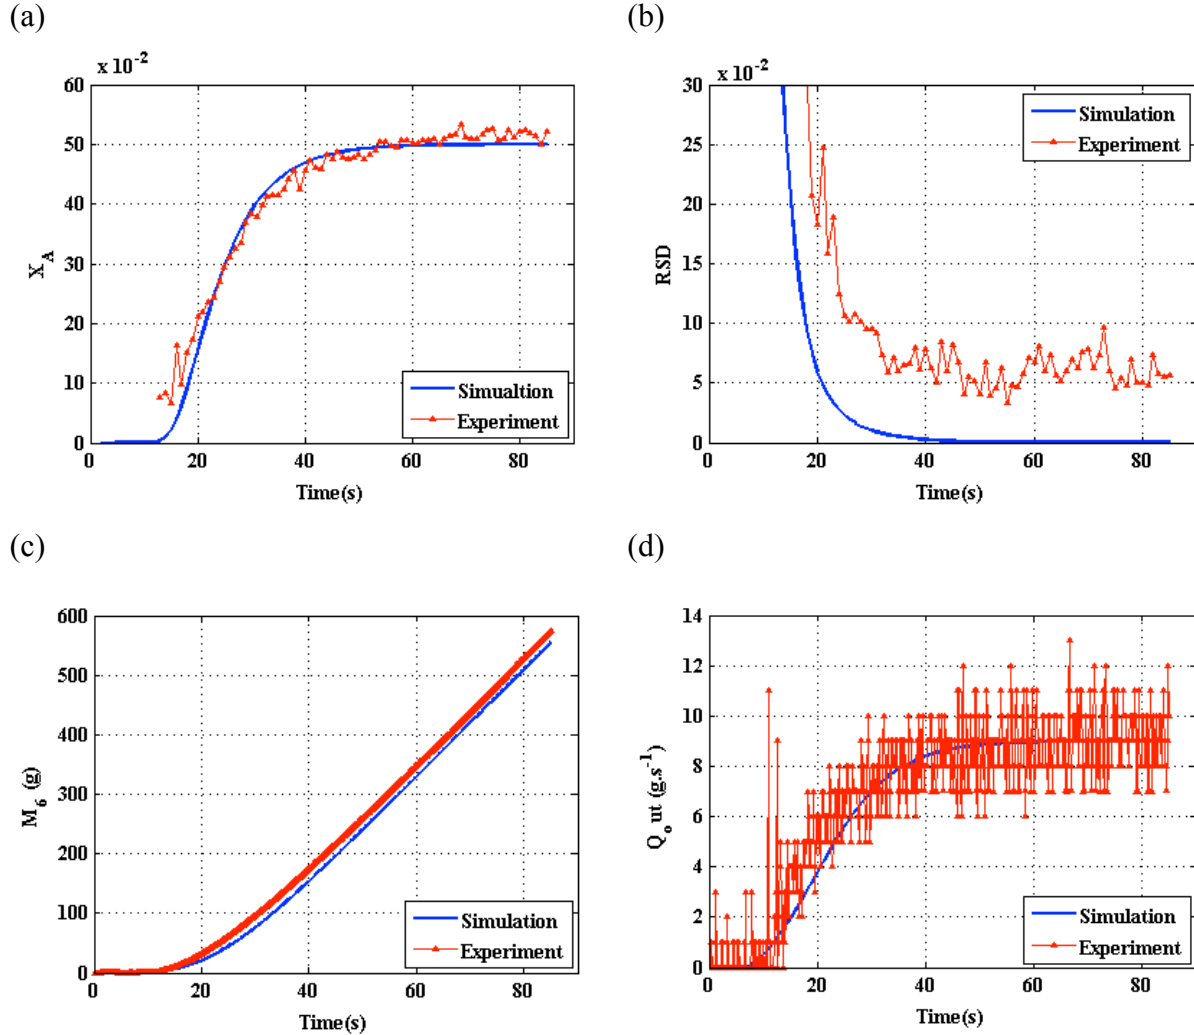 (a)
(b)
x 10-2
60
50
40
30
20
10
0
X_A
0 20 40 60 80
Time(s)
Simualtion
Experiment
x 10-2
30
25
20
15
10
5
0
RSD
0 20 40 60 80
Time(s)
Simulation
Experiment
(c)
(d)
600
500
400
300
200
100
0
M_6 (g)
0 20 40 60 80
Time(s)
Simulation
Experiment
14
12
10
8
6
4
2
0
Q_out (g.s-1)
0 20 40 60 80
Time(s)
Simulation
Experiment